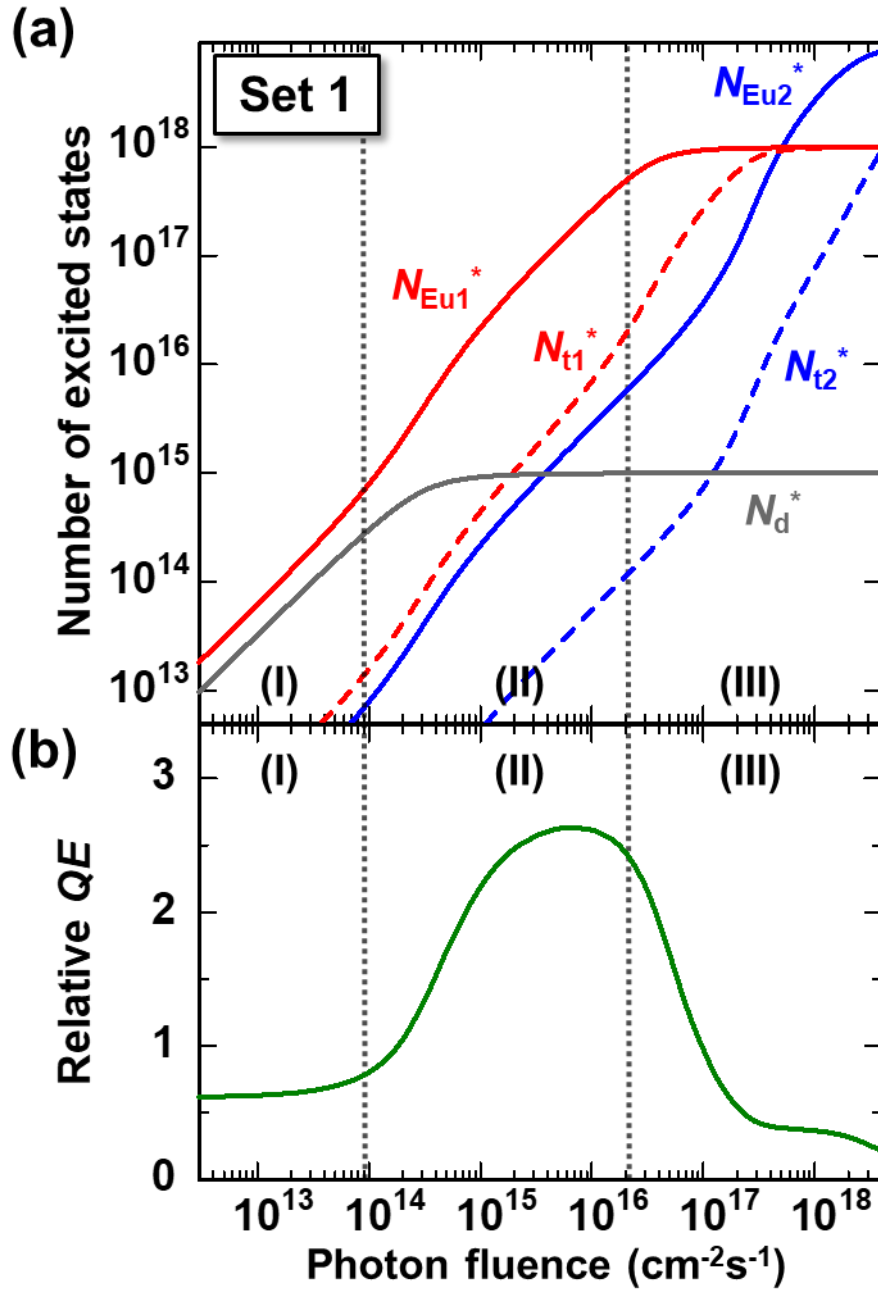 (a)
Set 1
Number of excited states
10^18
10^17
10^16
10^15
10^14
10^13
N_Eu2^*
N_Eu1^*
N_t1^*
N_t2^*
N_d^*
(I) (II) (III)
(b)
(I) (II) (III)
Relative QE
3
2
1
0
10^13 10^14 10^15 10^16 10^17 10^18
Photon fluence (cm^-2s^-1)